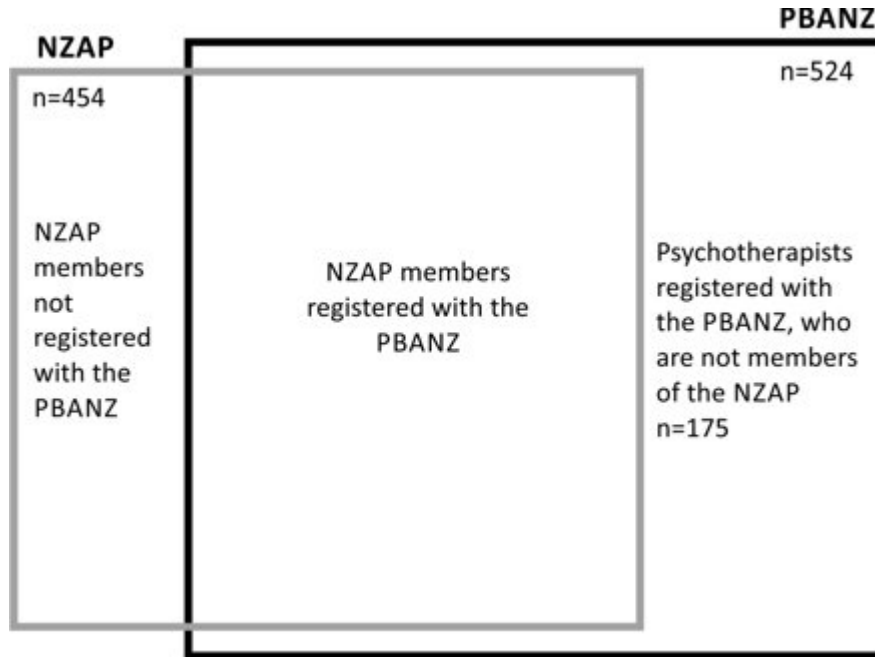 PBANZ
NZAP
n=524
n=454
NZAP
members
not
registered
with the
PBANZ
NZAP members
registered with the
PBANZ
Psychotherapists
registered with
the PBANZ, who
are not members
of the NZAP
n=175